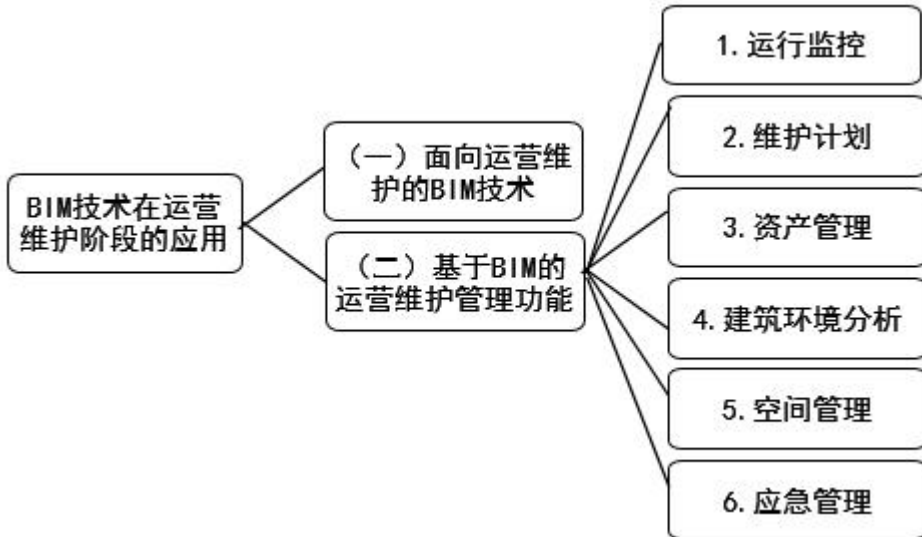 BIM技术在运营
维护阶段的应用
（一）面向运营维
护的BIM技术
（二）基于BIM的
运营维护管理功能
1.运行监控
2.维护计划
3.资产管理
4.建筑环境分析
5.空间管理
6.应急管理